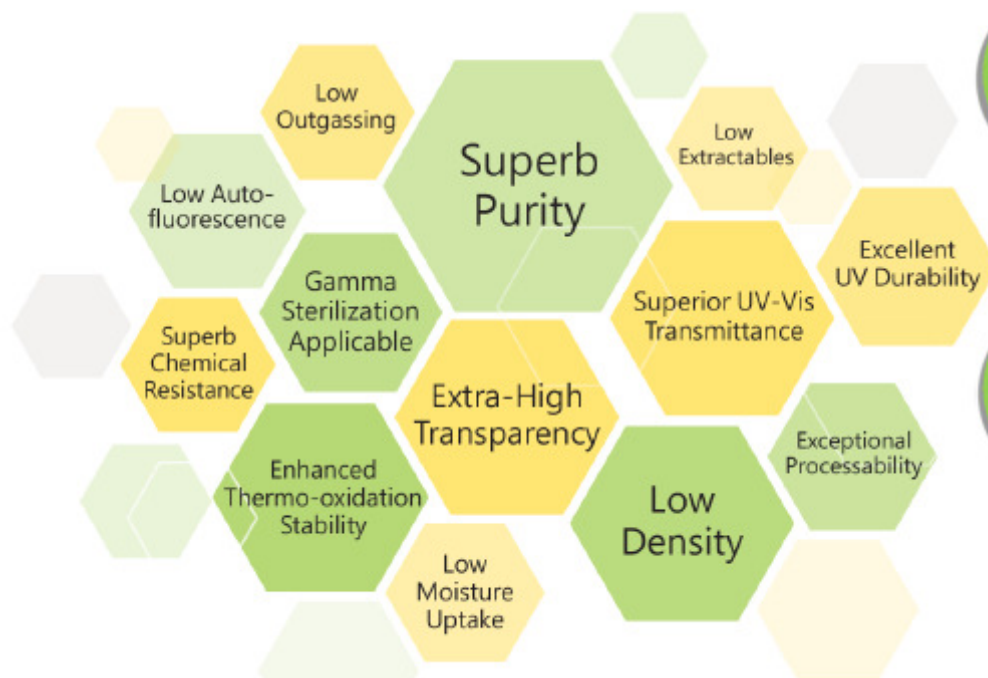 Low
Outgassing
Superb
Purity
Low
Extractables
Low Auto-
fluorescence
Gamma
Sterilization
Applicable
Superior UV-Vis
Transmittance
Excellent
UV Durability
Superb
Chemical
Resistance
Extra-High
Transparency
Enhanced
Thermo-oxidation
Stability
Low
Density
Exceptional
Processability
Low
Moisture
Uptake